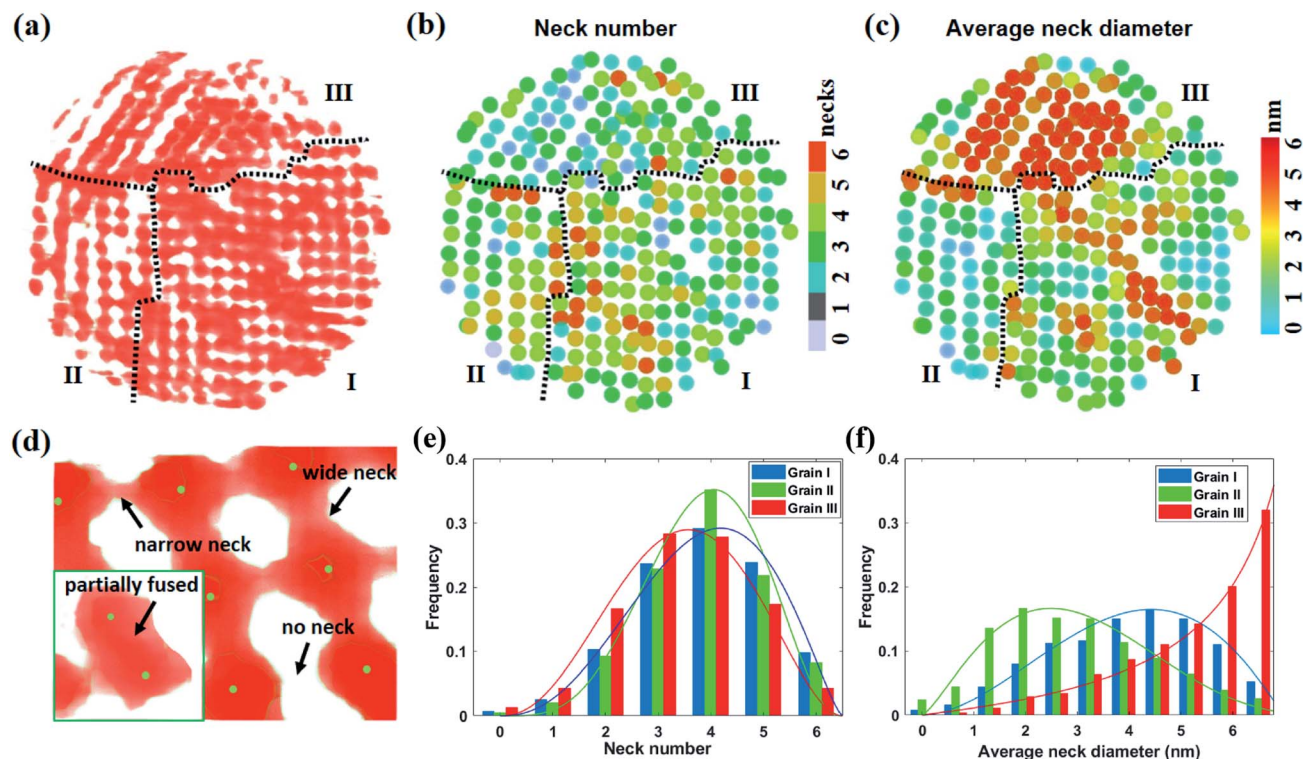 (a)
III
II
I
(b)
Neck number
III
II
I
necks
6
5
4
3
2
1
0
(c)
Average neck diameter
III
II
I
nm
6
5
4
3
2
1
0
(d)
wide neck
narrow neck
partially fused
no neck
(e)
0.4
0.3
0.2
0.1
0
Frequency
Grain I
Grain II
Grain III
0 1 2 3 4 5 6
Neck number
(f)
0.4
0.3
0.2
0.1
0
Frequency
Grain I
Grain II
Grain III
0 1 2 3 4 5 6
Average neck diameter (nm)